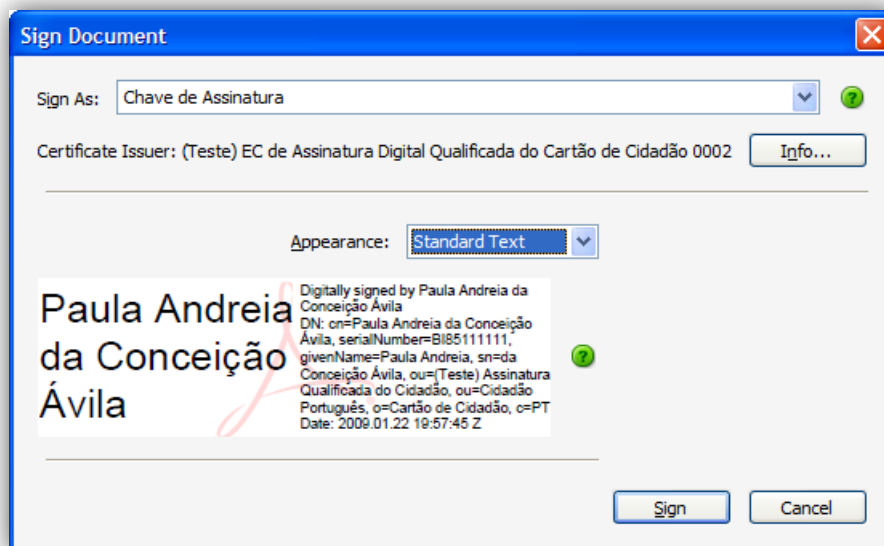 Sign Document
Sign As: Chave de Assinatura
Certificate Issuer: (Teste) EC de Assinatura Digital Qualificada do Cartão de Cidadão 0002 Info...
Appearance: Standard Text
Paula Andreia
da Conceição
Ávila
Digitally signed by Paula Andreia da
Conceição Ávila
DN: cn=Paula Andreia da Conceição
Ávila, serialNumber=BI85111111,
givenName=Paula Andreia, sn=da
Conceição Ávila, ou=(Teste) Assinatura
Qualificada do Cidadão, ou=Cidadão
Português, o=Cartão de Cidadão, c=PT
Date: 2009.01.22 19:57:45 Z
Sign Cancel